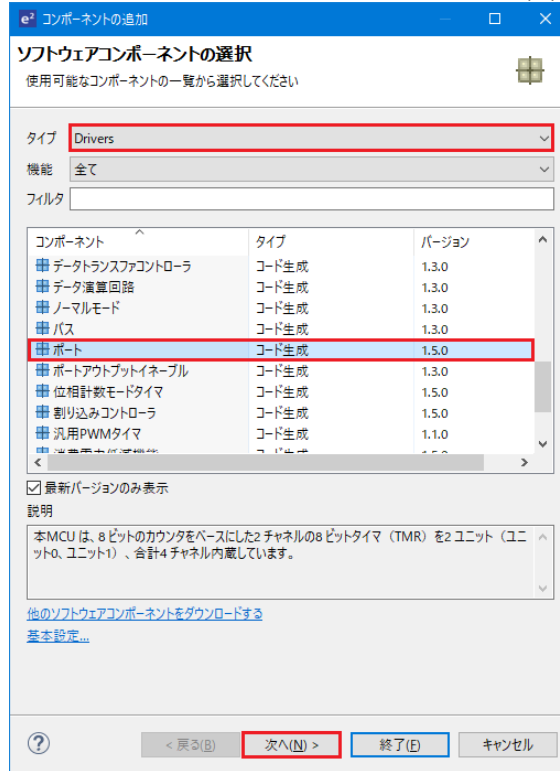 e² コンポーネントの追加
ソフトウェアコンポーネントの選択
使用可能なコンポーネントの一覧から選択してください
タイプ Drivers
機能 全て
フィルタ
コンポーネント タイプ バージョン
データトランスファコントローラ コード生成 1.3.0
データ演算回路 コード生成 1.3.0
ノーマルモード コード生成 1.3.0
バス コード生成 1.3.0
ポート コード生成 1.5.0
ポートアウトプットイネーブル コード生成 1.3.0
位相計数モードタイマ コード生成 1.5.0
割り込みコントローラ コード生成 1.5.0
汎用PWMタイマ コード生成 1.1.0
最新バージョンのみ表示
説明
本MCU は、8 ビットのカウンタをベースにした2 チャネルの8 ビットタイマ（TMR）を2 ユニット（ユニ
ット0、ユニット1）、合計4 チャネル内蔵しています。
他のソフトウェアコンポーネントをダウンロードする
基本設定...
< 戻る(B) 次へ(N) > 終了(F) キャンセル